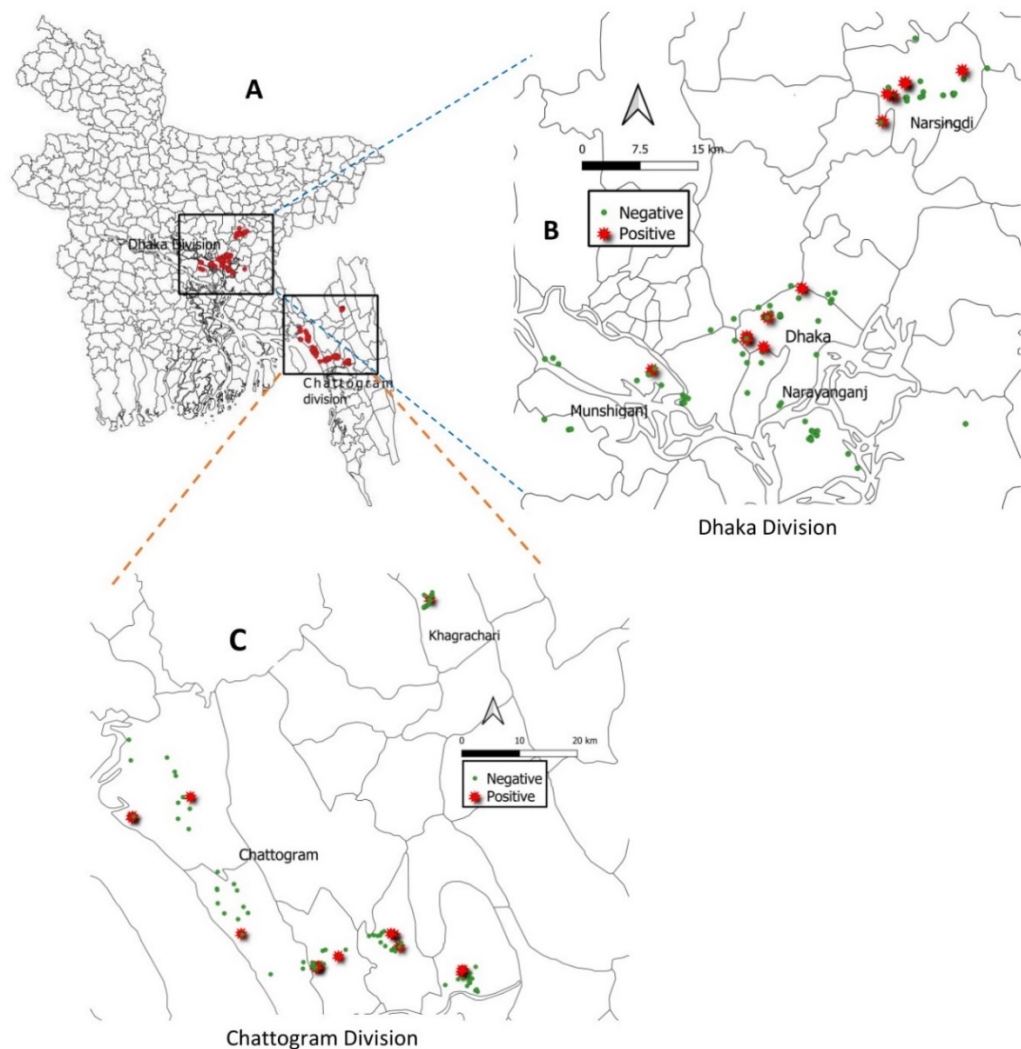 A
Dhaka Division
Chattogram
division
0 7.5 15 km
Negative
Positive
B
Narsingdi
Dhaka
Narayanganj
Munshiganj
Dhaka Division
C
Khagrachari
0 10 20 km
Negative
Positive
Chattogram
Chattogram Division